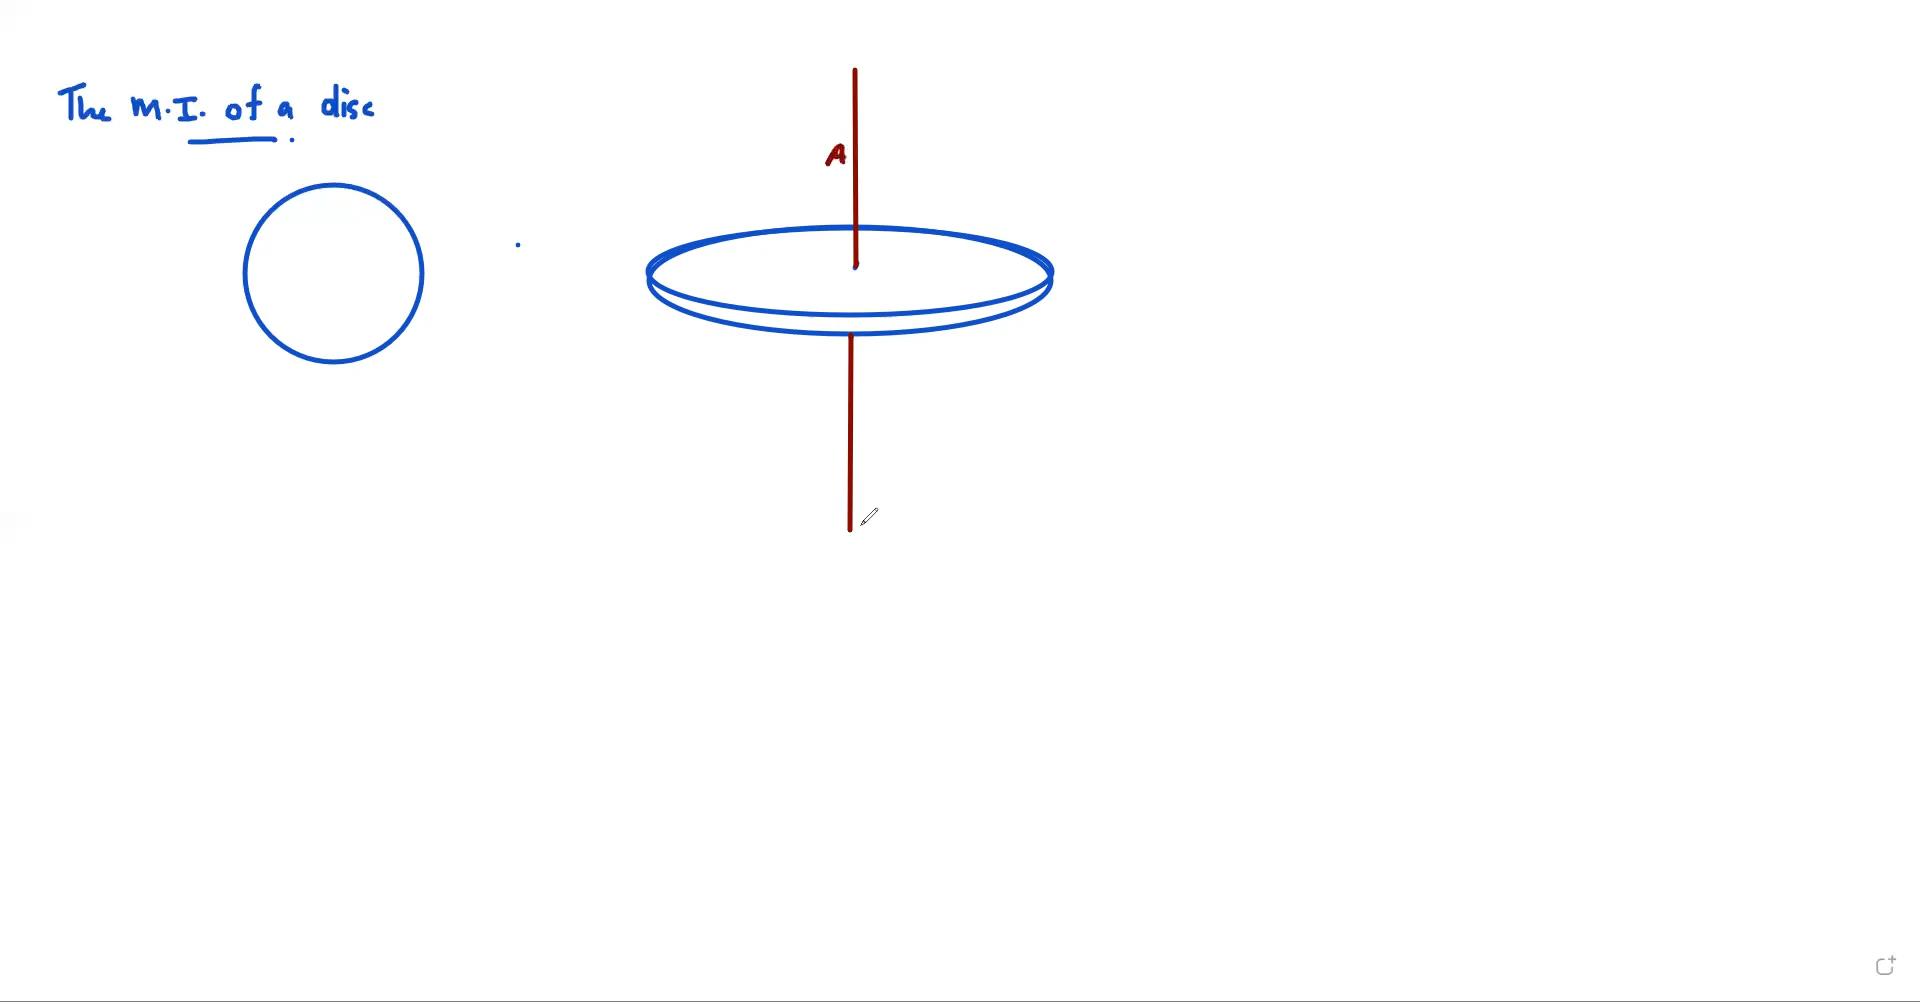 The M.I. of a disc
A